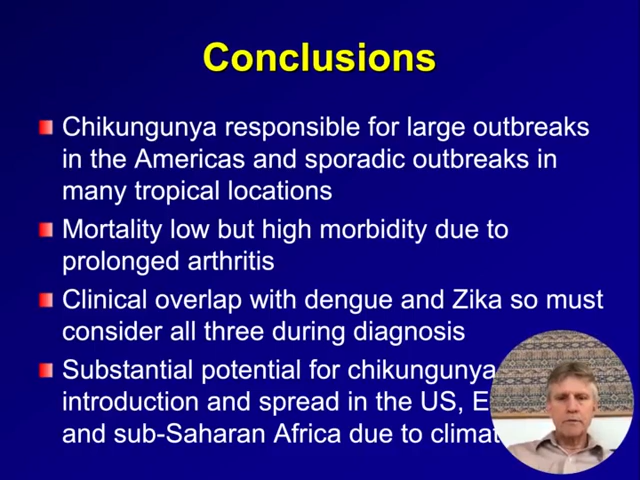 Conclusions
Chikungunya responsible for large outbreaks
in the Americas and sporadic outbreaks in
many tropical locations
Mortality low but high morbidity due to
prolonged arthritis
Clinical overlap with dengue and Zika so must
consider all three during diagnosis
Substantial potential for chikungunya
introduction and spread in the US,
and sub-Saharan Africa due to